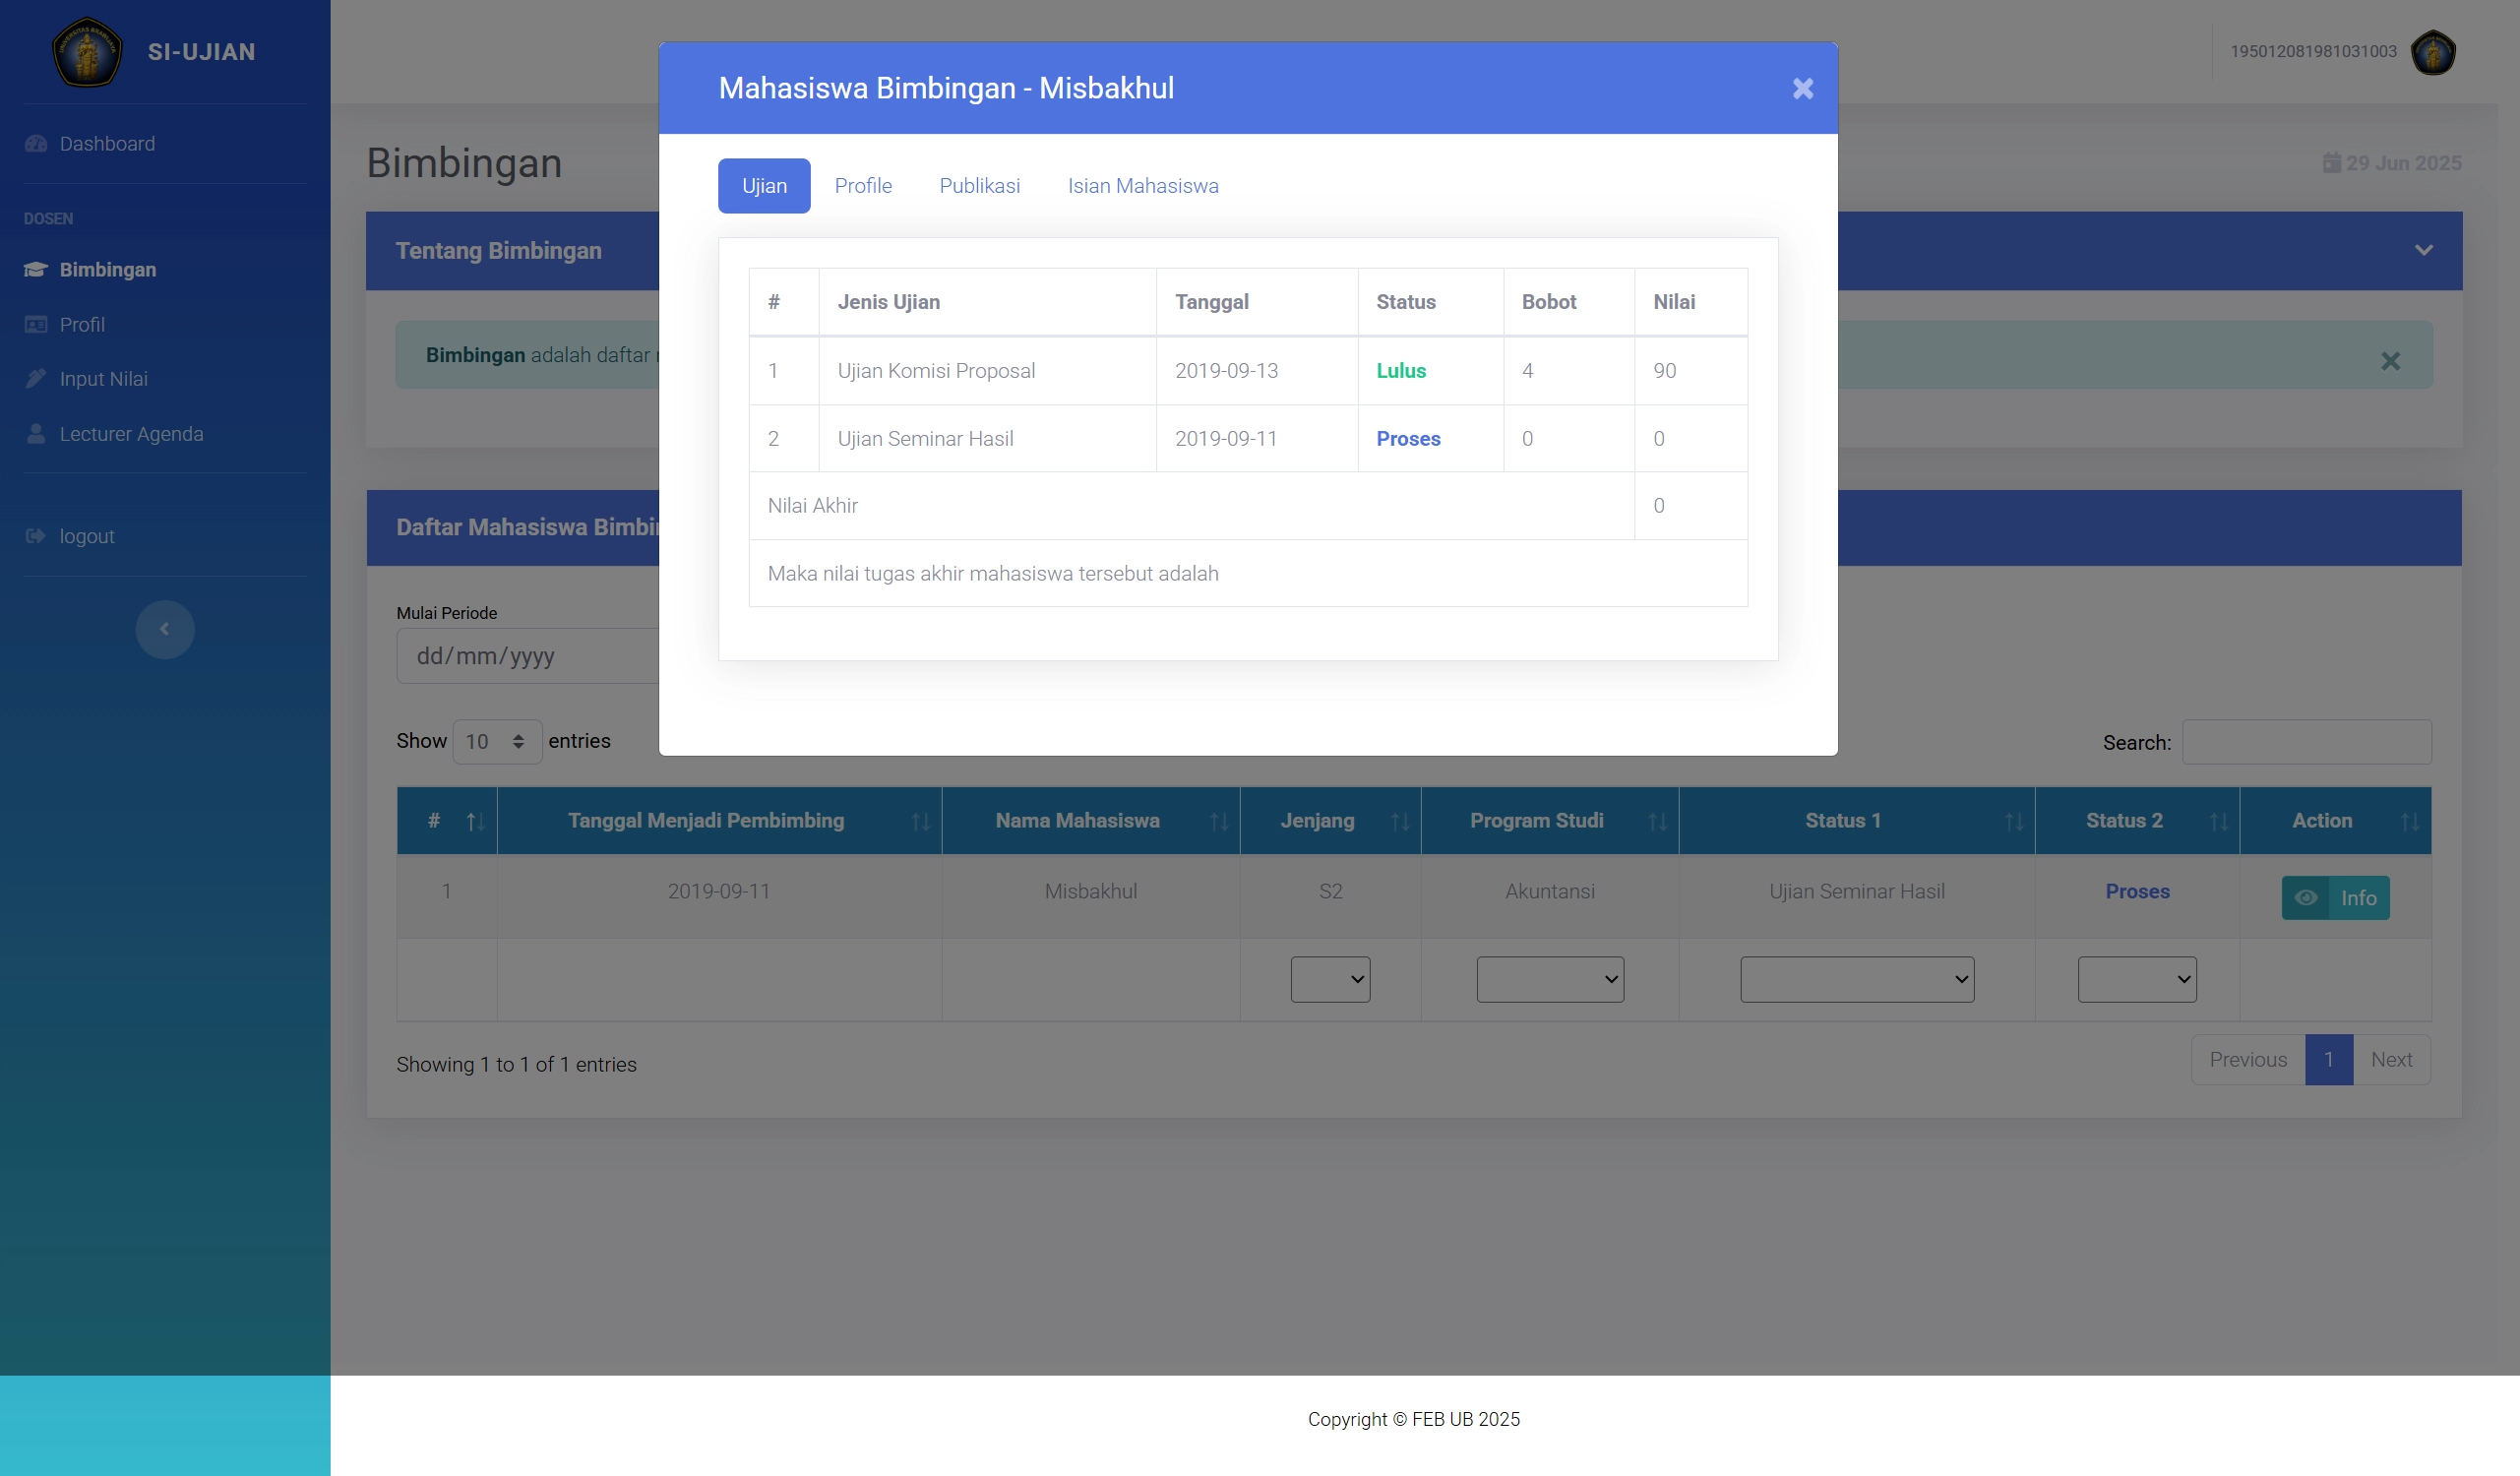 SI-UJIAN
Dashboard
DOSEN
Bimbingan
Profil
Input Nilai
Lecturer Agenda
logout
195012081981031003
Bimbingan
29 Jun 2025
Tentang Bimbingan
Bimbingan adalah daftar
Mahasiswa Bimbingan - Misbakhul
Ujian Profile Publikasi Isian Mahasiswa
# Jenis Ujian Tanggal Status Bobot Nilai
1 Ujian Komisi Proposal 2019-09-13 Lulus 4 90
2 Ujian Seminar Hasil 2019-09-11 Proses 0 0
Nilai Akhir 0
Maka nilai tugas akhir mahasiswa tersebut adalah
Daftar Mahasiswa
Mulai Periode
dd/mm/yyyy
Show 10 entries
Search:
# Tanggal Menjadi Pembimbing Nama Mahasiswa Jenjang Program Studi Status 1 Status 2 Action
1 2019-09-11 Misbakhul S2 Akuntansi Ujian Seminar Hasil Proses Info
Showing 1 to 1 of 1 entries
Previous 1 Next
Copyright © FEB UB 2025